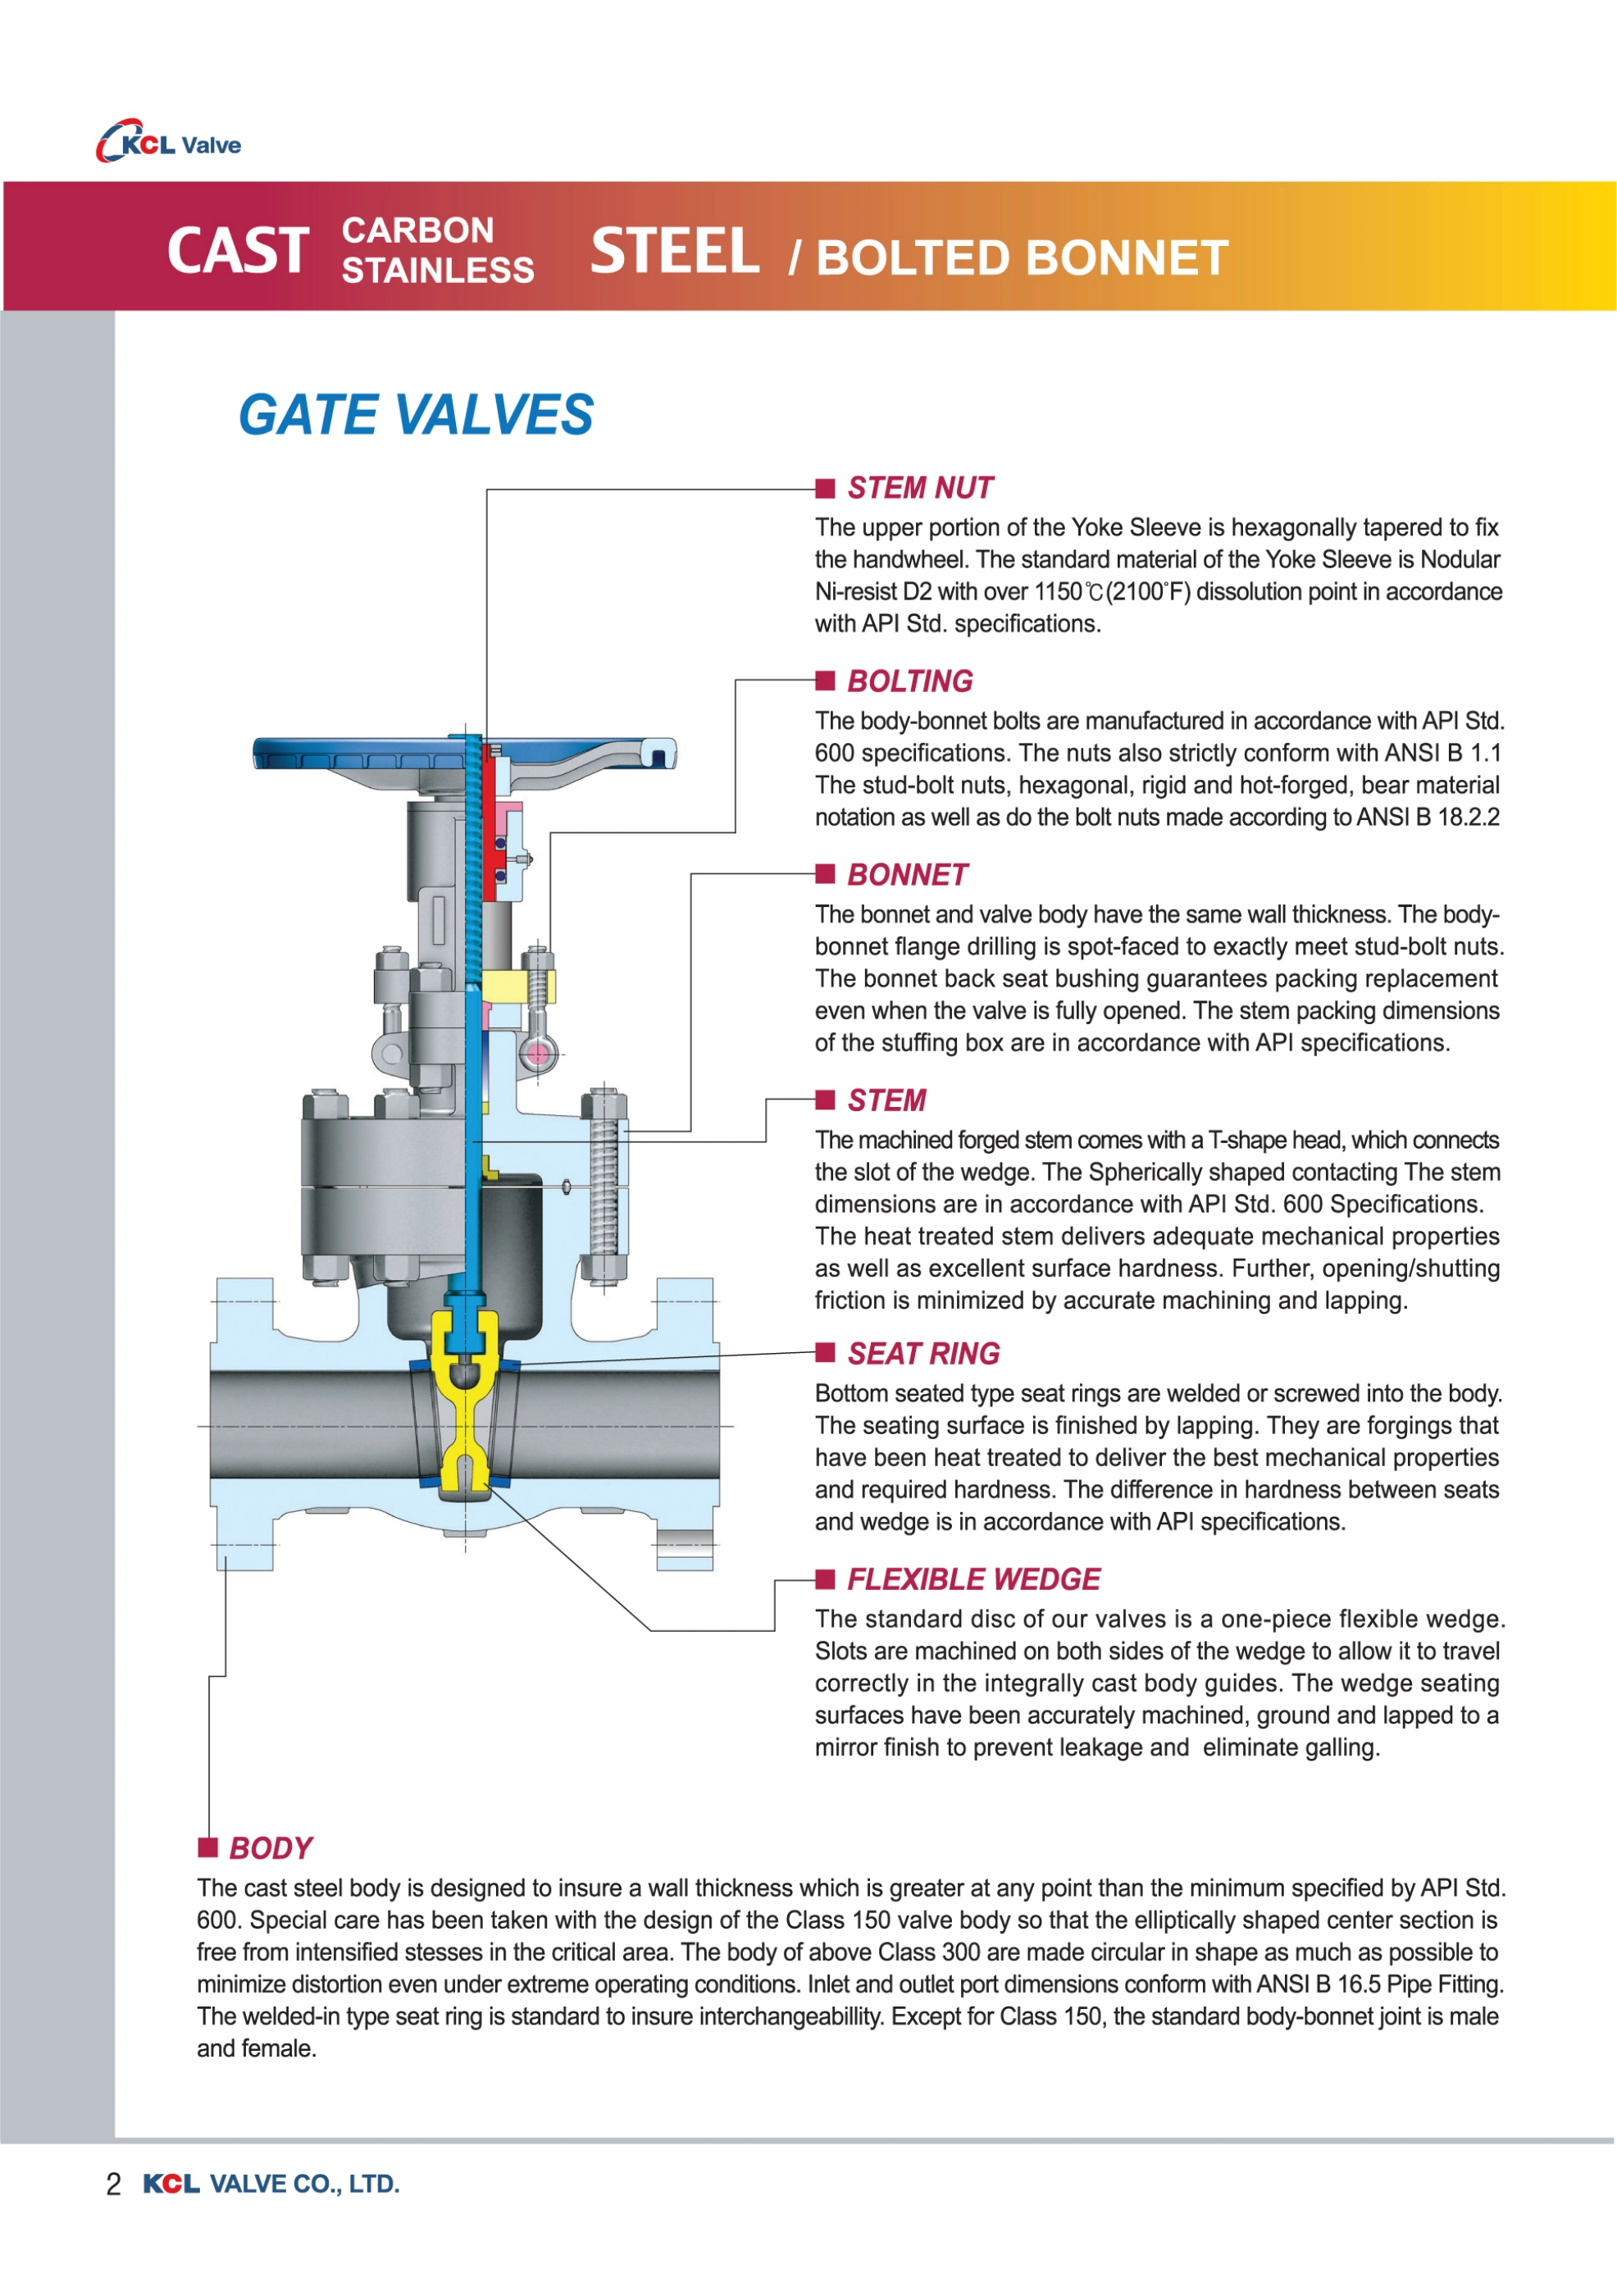 KCL Valve
CAST CARBON STAINLESS STEEL / BOLTED BONNET
GATE VALVES
STEM NUT
The upper portion of the Yoke Sleeve is hexagonally tapered to fix
the handwheel. The standard material of the Yoke Sleeve is Nodular
Ni-resist D2 with over 1150℃(2100°F) dissolution point in accordance
with API Std. specifications.
BOLTING
The body-bonnet bolts are manufactured in accordance with API Std.
600 specifications. The nuts also strictly conform with ANSI B 1.1
The stud-bolt nuts, hexagonal, rigid and hot-forged, bear material
notation as well as do the bolt nuts made according to ANSI B 18.2.2
BONNET
The bonnet and valve body have the same wall thickness. The body-
bonnet flange drilling is spot-faced to exactly meet stud-bolt nuts.
The bonnet back seat bushing guarantees packing replacement
even when the valve is fully opened. The stem packing dimensions
of the stuffing box are in accordance with API specifications.
STEM
The machined forged stem comes with a T-shape head, which connects
the slot of the wedge. The Spherically shaped contacting The stem
dimensions are in accordance with API Std. 600 Specifications.
The heat treated stem delivers adequate mechanical properties
as well as excellent surface hardness. Further, opening/shutting
friction is minimized by accurate machining and lapping.
SEAT RING
Bottom seated type seat rings are welded or screwed into the body.
The seating surface is finished by lapping. They are forgings that
have been heat treated to deliver the best mechanical properties
and required hardness. The difference in hardness between seats
and wedge is in accordance with API specifications.
FLEXIBLE WEDGE
The standard disc of our valves is a one-piece flexible wedge.
Slots are machined on both sides of the wedge to allow it to travel
correctly in the integrally cast body guides. The wedge seating
surfaces have been accurately machined, ground and lapped to a
mirror finish to prevent leakage and eliminate galling.
BODY
The cast steel body is designed to insure a wall thickness which is greater at any point than the minimum specified by API Std.
600. Special care has been taken with the design of the Class 150 valve body so that the elliptically shaped center section is
free from intensified stesses in the critical area. The body of above Class 300 are made circular in shape as much as possible to
minimize distortion even under extreme operating conditions. Inlet and outlet port dimensions conform with ANSI B 16.5 Pipe Fitting.
The welded-in type seat ring is standard to insure interchangeabillity. Except for Class 150, the standard body-bonnet joint is male
and female.
2 KCL VALVE CO., LTD.